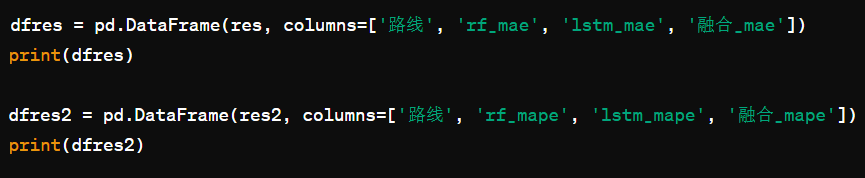 dfres = pd.DataFrame(res, columns=['路线', 'rf_mae', 'lstm_mae', '融合_mae'])
print(dfres)
dfres2 = pd.DataFrame(res2, columns=['路线', 'rf_mape', 'lstm_mape', '融合_mape'])
print(dfres2)